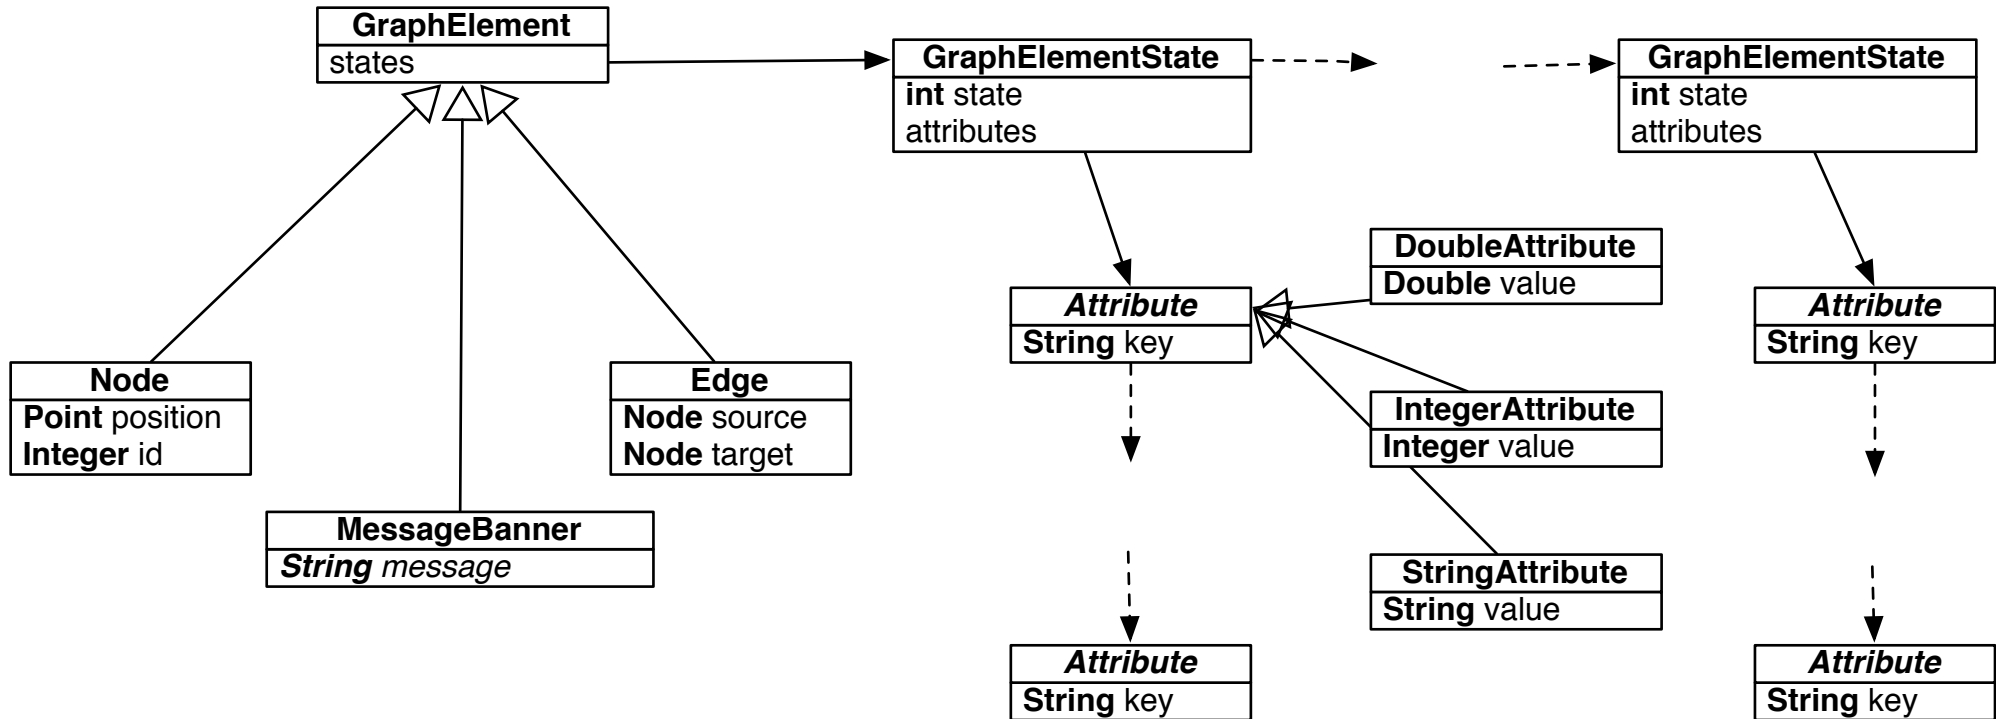 GraphElement
states
GraphElementState
int state
attributes
GraphElementState
int state
attributes
DoubleAttribute
Double value
Attribute
String key
Attribute
String key
Node
Point position
Integer id
Edge
Node source
Node target
IntegerAttribute
Integer value
MessageBanner
String message
StringAttribute
String value
Attribute
String key
Attribute
String key